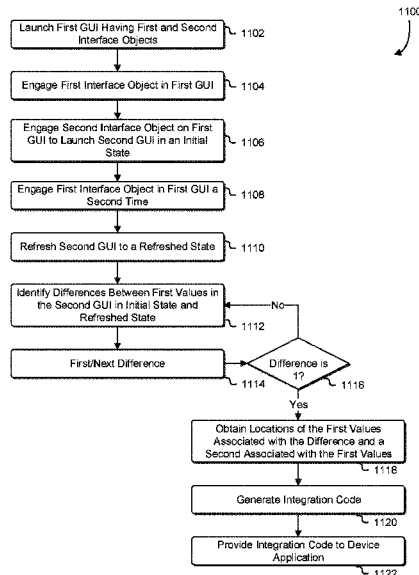 1100
Launch First GUI Having First and Second
Interface Objects
1102
Engage First Interface Object in First GUI
1104
Engage Second Interface Object on First
GUI to Launch Second GUI in an Initial
State
1106
Engage First Interface Object in First GUI a
Second Time
1108
Refresh Second GUI to a Refreshed State
1110
Identify Differences Between First Values in
the Second GUI in Initial State and
Refreshed State
1112
No
First/Next Difference
1114
Difference is
1?
1116
Yes
Obtain Locations of the First Values
Associated with the Difference and a
Second Associated with the First Values
1118
Generate Integration Code
1120
Provide Integration Code to Device
Application
1122